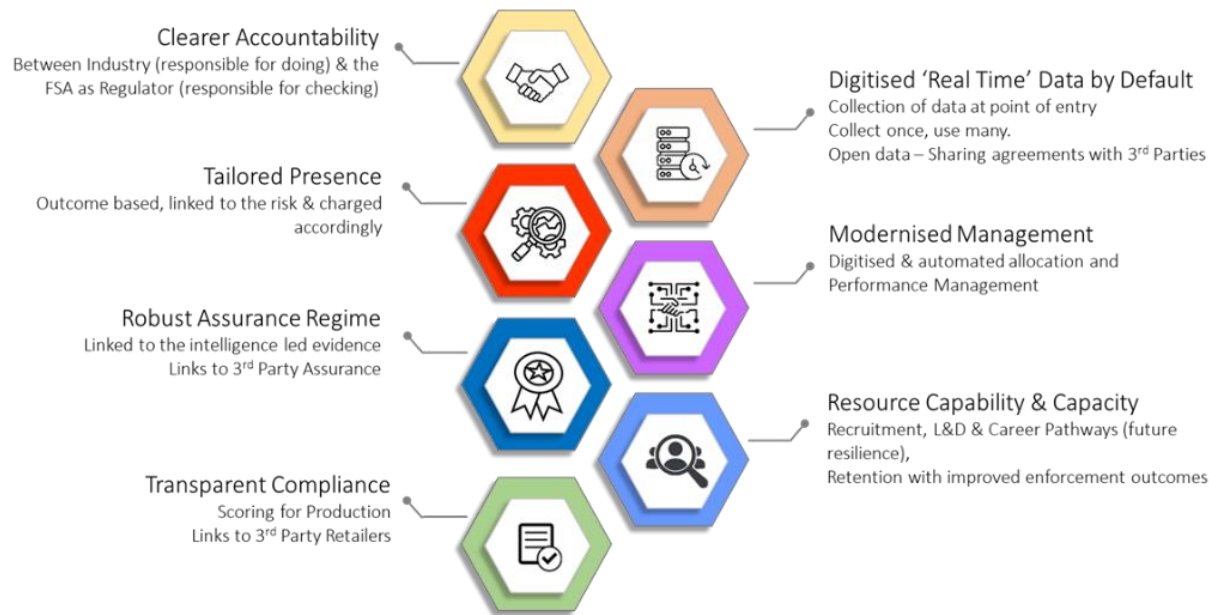 Clearer Accountability
Between Industry (responsible for doing) & the
FSA as Regulator (responsible for checking)
Digitised ‘Real Time’ Data by Default
Collection of data at point of entry
Collect once, use many.
Open data – Sharing agreements with 3rd Parties
Tailored Presence
Outcome based, linked to the risk & charged
accordingly
Modernised Management
Digitised & automated allocation and
Performance Management
Robust Assurance Regime
Linked to the intelligence led evidence
Links to 3rd Party Assurance
Resource Capability & Capacity
Recruitment, L&D & Career Pathways (future
resilience),
Retention with improved enforcement outcomes
Transparent Compliance
Scoring for Production
Links to 3rd Party Retailers